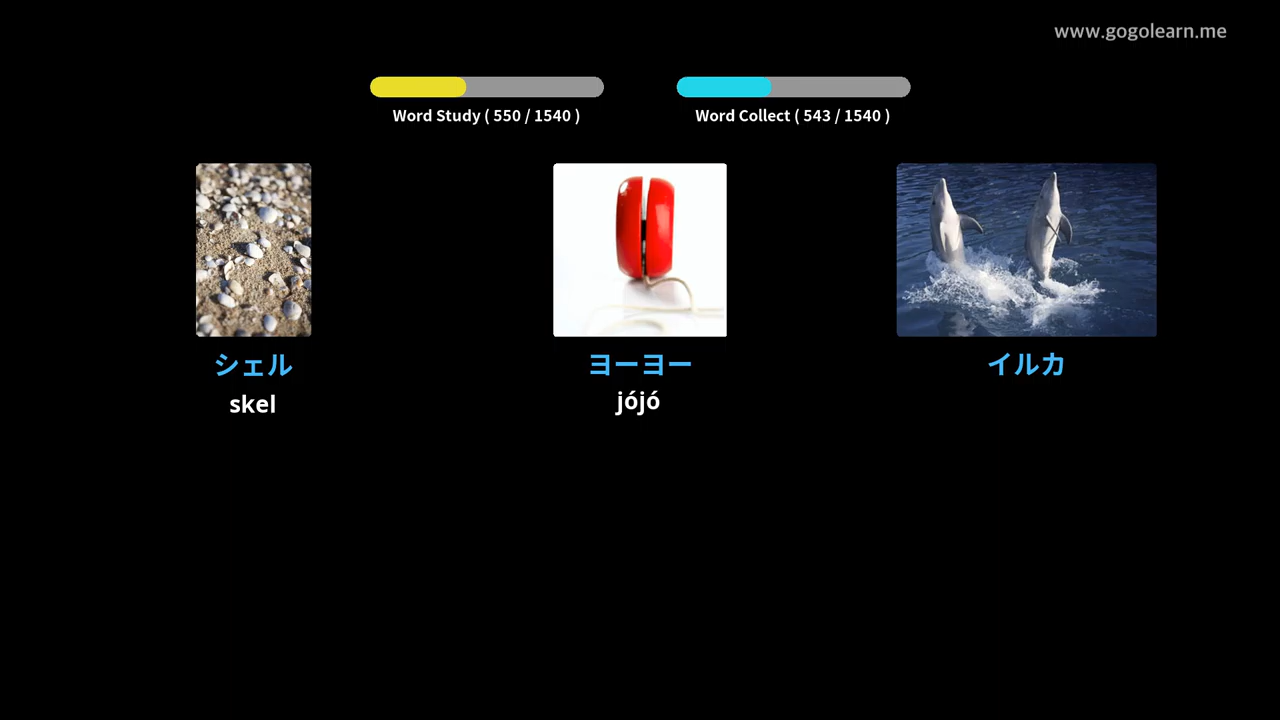 www.gogolearn.me
Word Study ( 550 / 1540 )
Word Collect ( 543 / 1540 )
シェル
ヨーヨー
イルカ
skel
jójó